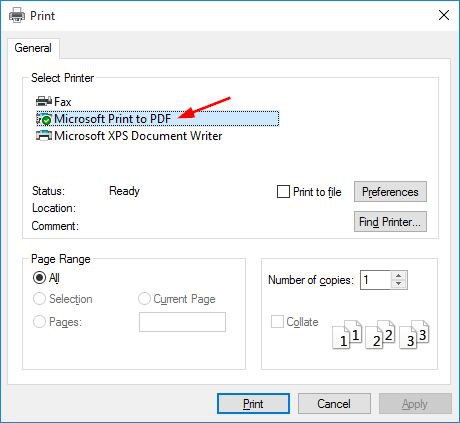 Print
General
Select Printer
Fax
Microsoft Print to PDF
Microsoft XPS Document Writer
Status: Ready
Print to file
Preferences
Location:
Comment:
Find Printer...
Page Range
All
Selection
Current Page
Pages:
Number of copies: 1
Collate
1 1 2 2 3 3
Print
Cancel
Apply